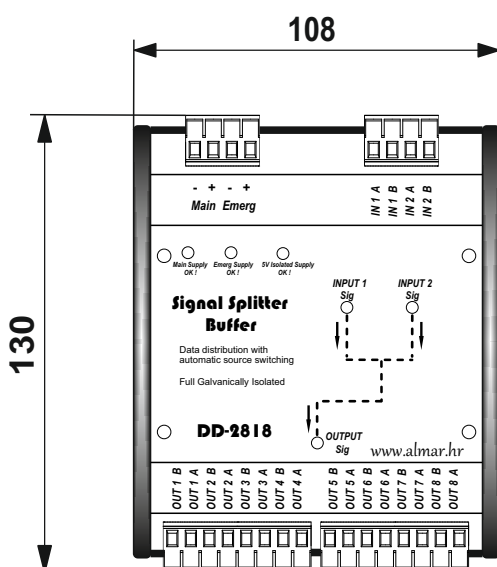 108
130
- + - +
Main Emerg
IN 1 A
IN 1 B
IN 2 A
IN 2 B
Main Supply OK !
Emerg Supply OK !
5V Isolated Supply OK !
INPUT 1
Sig
INPUT 2
Sig
Signal Splitter
Buffer
Data distribution with
automatic source switching
Full Galvanically Isolated
DD-2818
OUTPUT
Sig
www.almar.hr
OUT 1 B
OUT 1 A
OUT 2 B
OUT 2 A
OUT 3 B
OUT 3 A
OUT 4 B
OUT 4 A
OUT 5 B
OUT 5 A
OUT 6 B
OUT 6 A
OUT 7 B
OUT 7 A
OUT 8 B
OUT 8 A